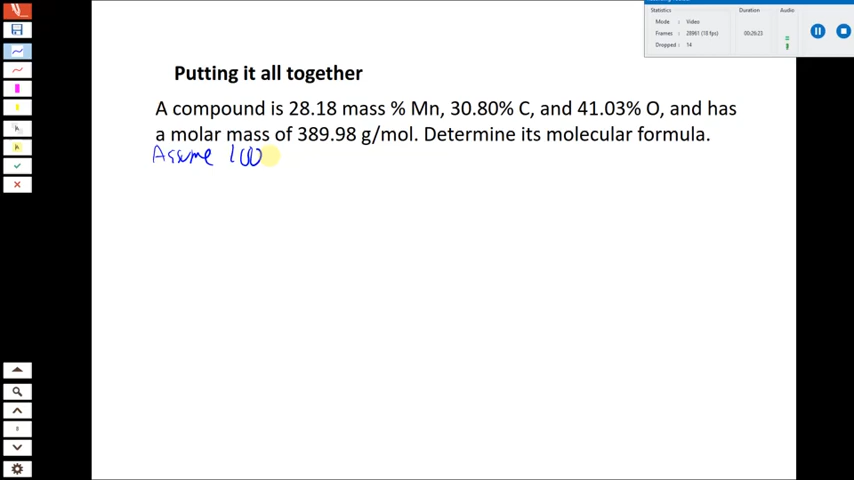 Statistics
Duration
Audio
Mode : Video
Frames : 28961 (18 fps)
00:26:23
Dropped : 14
Putting it all together
A compound is 28.18 mass % Mn, 30.80% C, and 41.03% O, and has
a molar mass of 389.98 g/mol. Determine its molecular formula.
Assume 100